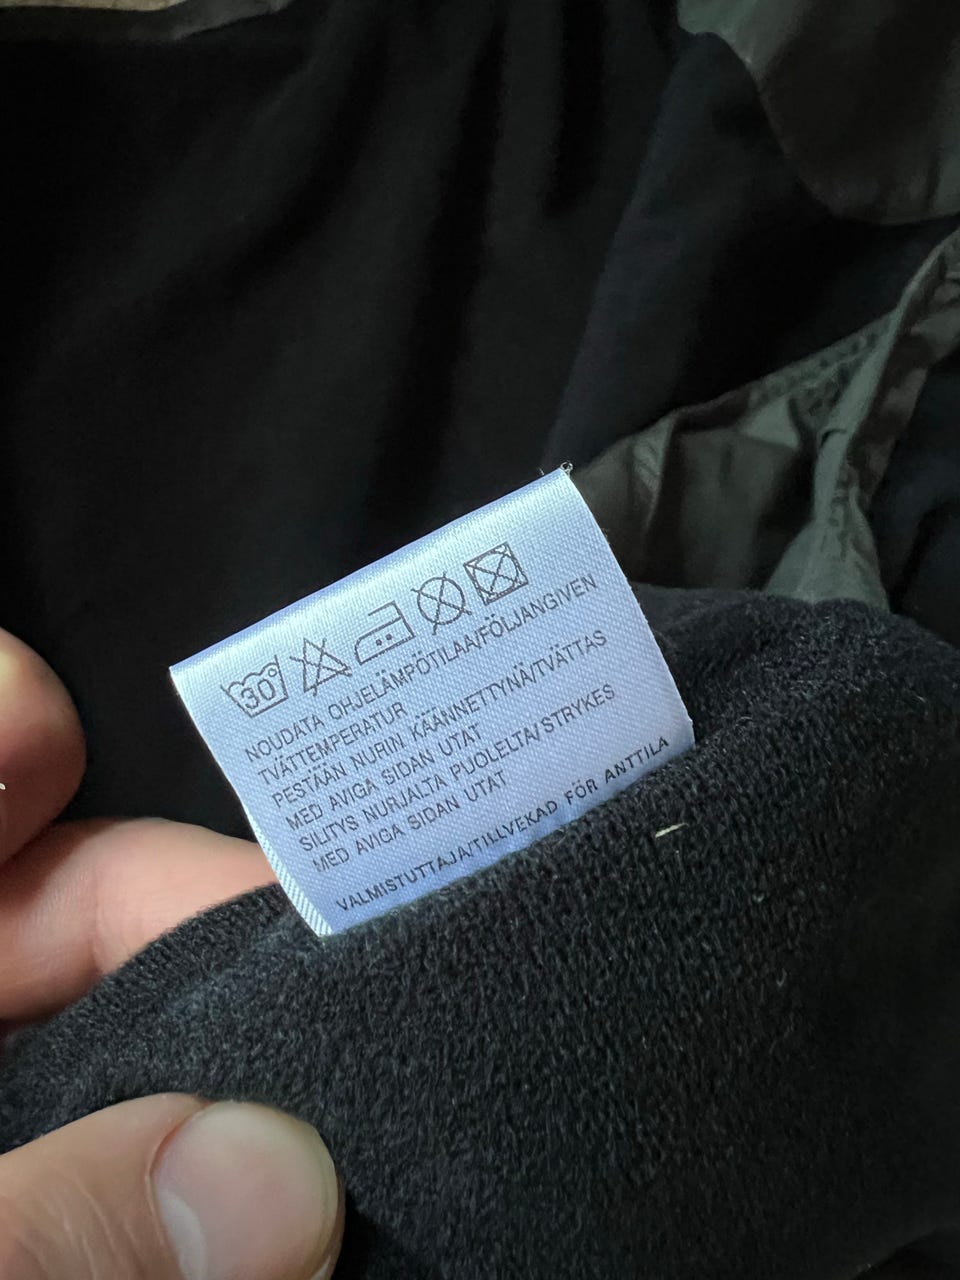 30°
NOUDATA OHJELÄMPÖTILAA/FÖLJANGIVEN
TVÄTTEMPERATUR
PESTÄÄN NURIN KÄÄNNETTYNÄ/TVÄTTAS
MED AVIGA SIDAN UTAT
SILITYS NURJALTA PUOLELTA/STRYKES
MED AVIGA SIDAN UTAT
VALMISTUTTAJA/TILLVEKAD FÖR ANTTILA